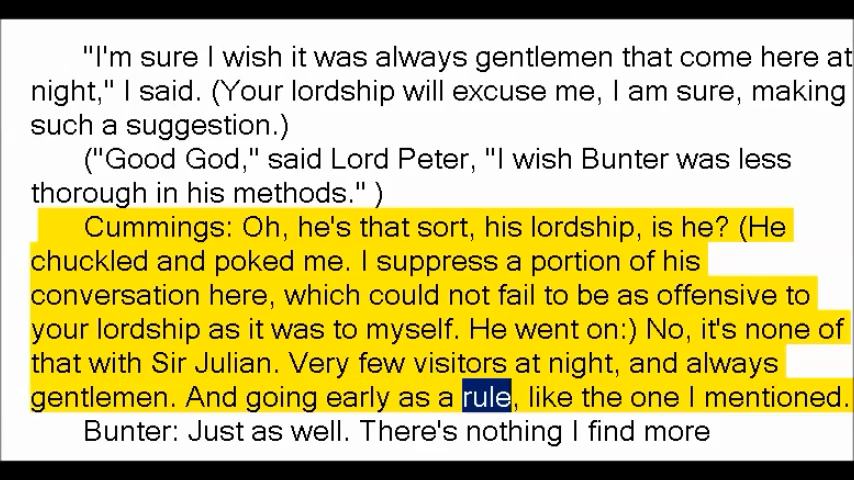 "I'm sure I wish it was always gentlemen that come here at
night," I said. (Your lordship will excuse me, I am sure, making
such a suggestion.)
("Good God," said Lord Peter, "I wish Bunter was less
thorough in his methods." )
Cummings: Oh, he's that sort, his lordship, is he? (He
chuckled and poked me. I suppress a portion of his
conversation here, which could not fail to be as offensive to
your lordship as it was to myself. He went on:) No, it's none of
that with Sir Julian. Very few visitors at night, and always
gentlemen. And going early as a rule, like the one I mentioned.
Bunter: Just as well. There's nothing I find more